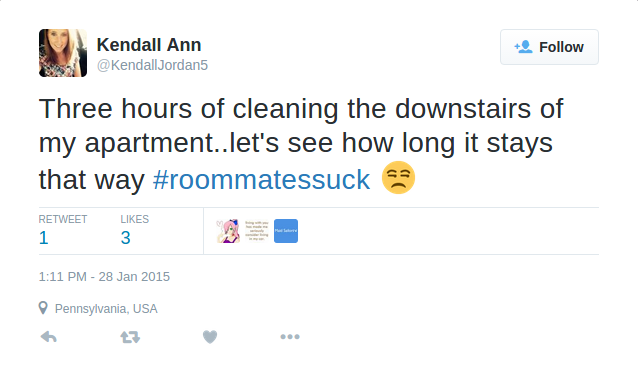 Kendall Ann
@KendallJordan5
Follow
Three hours of cleaning the downstairs of
my apartment..let's see how long it stays
that way #roommatessuck 😒
RETWEET
LIKES
1
3
1:11 PM - 28 Jan 2015
Pennsylvania, USA